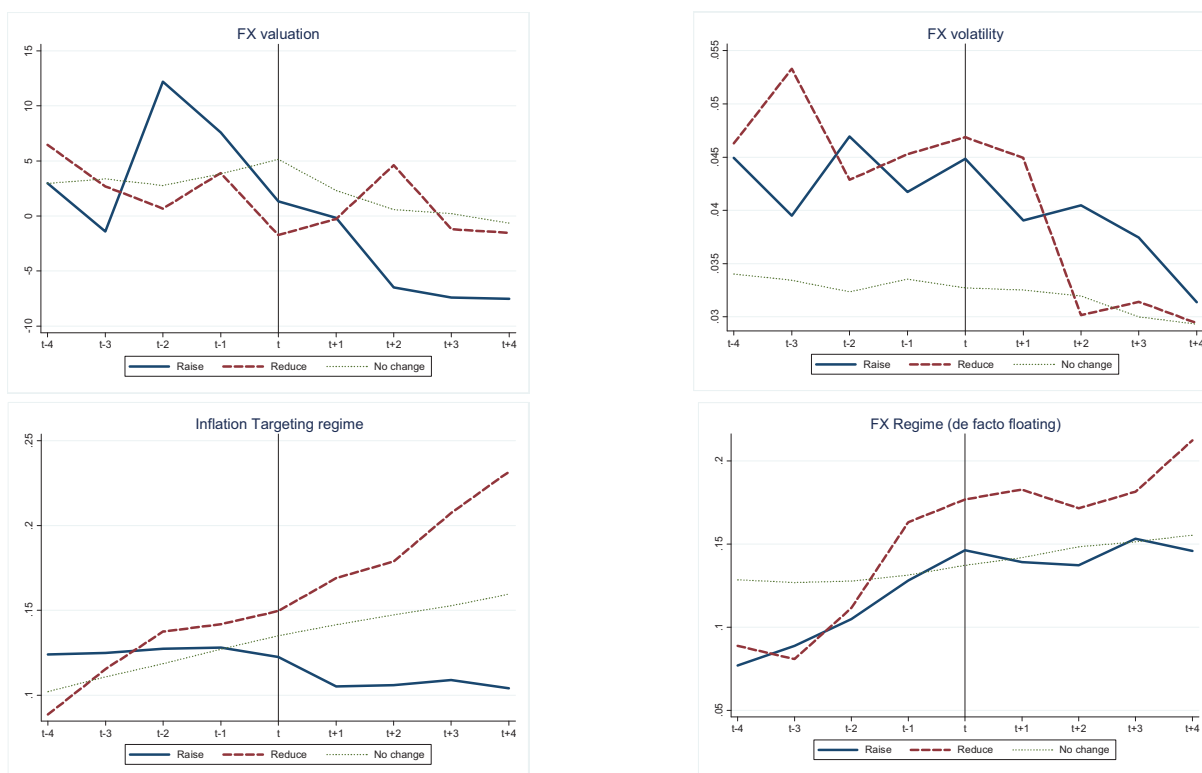 FX valuation
15
10
5
0
-5
-10
t-4 t-3 t-2 t-1 t t+1 t+2 t+3 t+4
Raise Reduce No change
FX volatility
.055
.05
.045
.04
.035
.03
t-4 t-3 t-2 t-1 t t+1 t+2 t+3 t+4
Raise Reduce No change
Inflation Targeting regime
.25
.2
.15
.1
t-4 t-3 t-2 t-1 t t+1 t+2 t+3 t+4
Raise Reduce No change
FX Regime (de facto floating)
.2
.15
.1
.05
t-4 t-3 t-2 t-1 t t+1 t+2 t+3 t+4
Raise Reduce No change